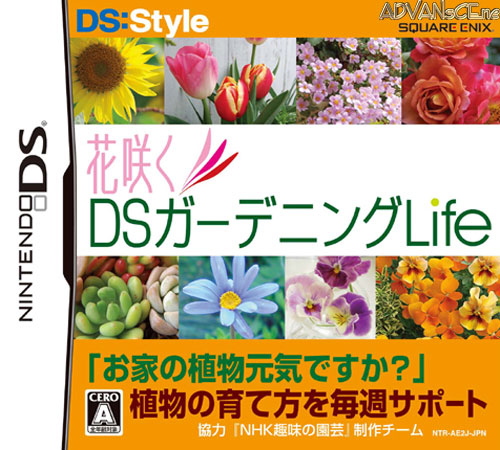 DS:Style
ADVANsCEne
SQUARE ENIX
花咲く
DSガーデニングLife
NINTENDO DS
「お家の植物元気ですか?」
植物の育て方を毎週サポート
CERO
A
全年齢対象
協力『NHK趣味の園芸』制作チーム
NTR-AE2J-JPN